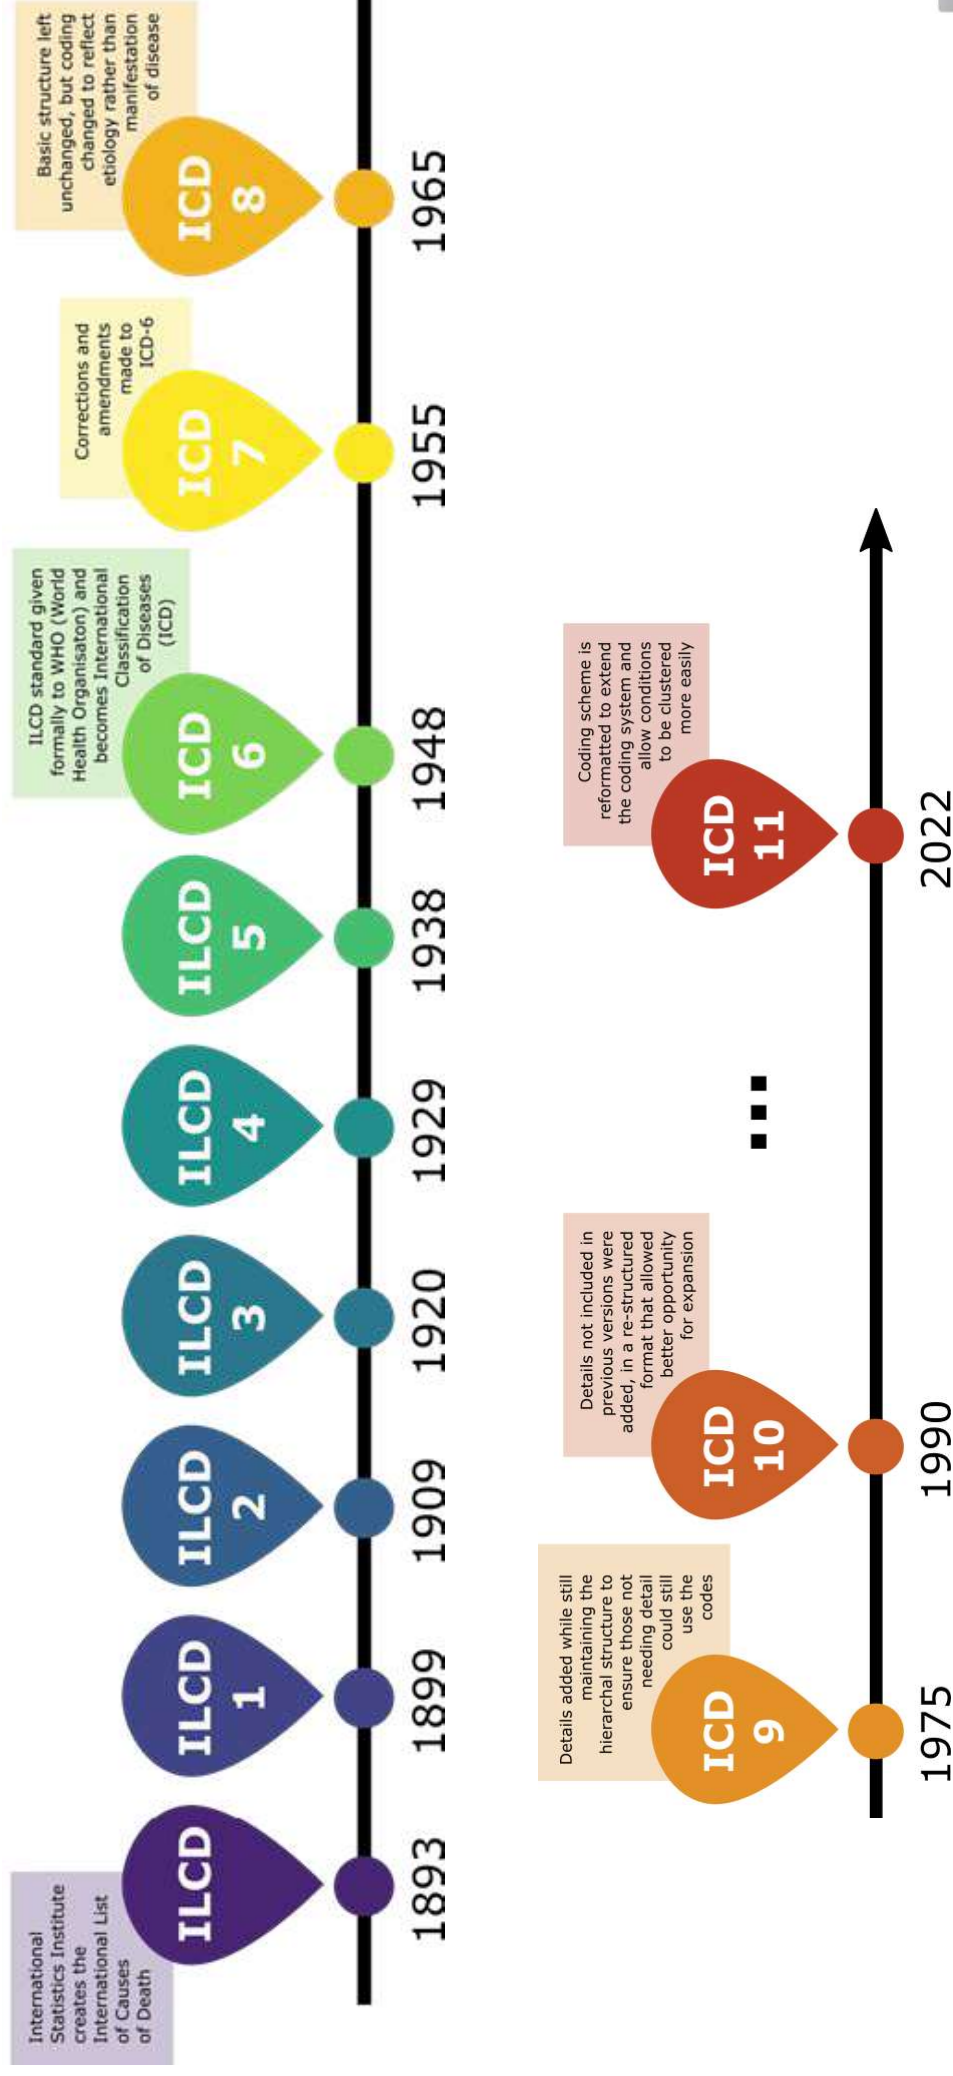 International
Statistics Institute
creates the
International List
of Causes
of Death
ILCD
1893
ILCD
1
1899
ILCD
2
1909
ILCD
3
1920
ILCD
4
1929
ILCD
5
1938
ILCD standard given
formally to WHO (World
Health Organisaton) and
becomes International
Classification
of Diseases
(ICD)
ICD
6
1948
Corrections and
amendments
made to
ICD-6
ICD
7
1955
Basic structure left
unchanged, but coding
changed to reflect
etiology rather than
manifestation
of disease
ICD
8
1965
Details added while still
maintaining the
hierarchal structure to
ensure those not
needing detail
could still
use the
codes
ICD
9
1975
Details not included in
previous versions were
added, in a re-structured
format that allowed
better opportunity
for expansion
ICD
10
1990
...
Coding scheme is
reformatted to extend
the coding system and
allow conditions
to be clustered
more easily
ICD
11
2022